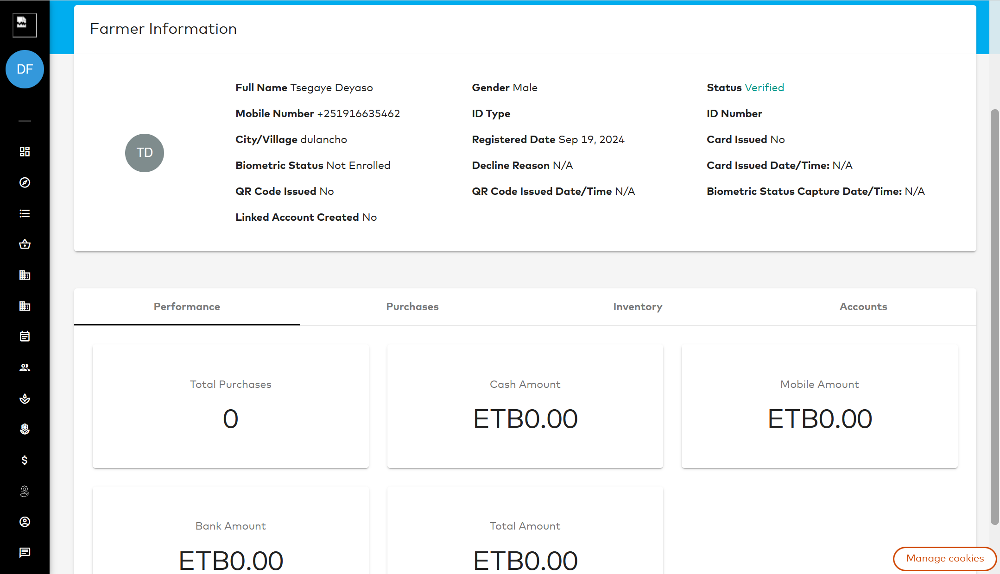 Farmer Information
DF
TD
Full Name Tsegaye Deyaso
Gender Male
Status Verified
Mobile Number +251916635462
ID Type
ID Number
City/Village dulancho
Registered Date Sep 19, 2024
Card Issued No
Biometric Status Not Enrolled
Decline Reason N/A
Card Issued Date/Time: N/A
QR Code Issued No
QR Code Issued Date/Time N/A
Biometric Status Capture Date/Time: N/A
Linked Account Created No
Performance
Purchases
Inventory
Accounts
Total Purchases
0
Cash Amount
ETB0.00
Mobile Amount
ETB0.00
Bank Amount
ETB0.00
Total Amount
ETB0.00
Manage cookies